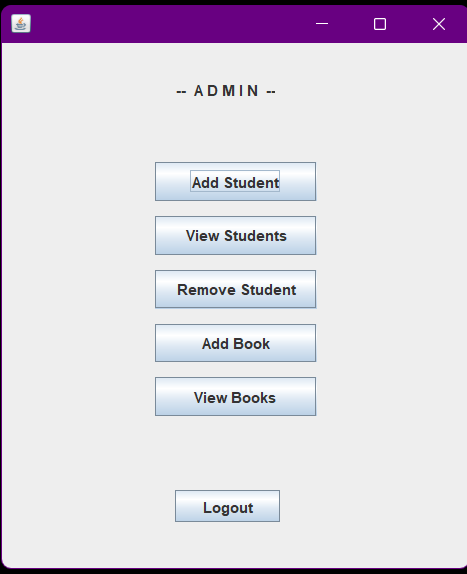 -- A D M I N --
Add Student
View Students
Remove Student
Add Book
View Books
Logout